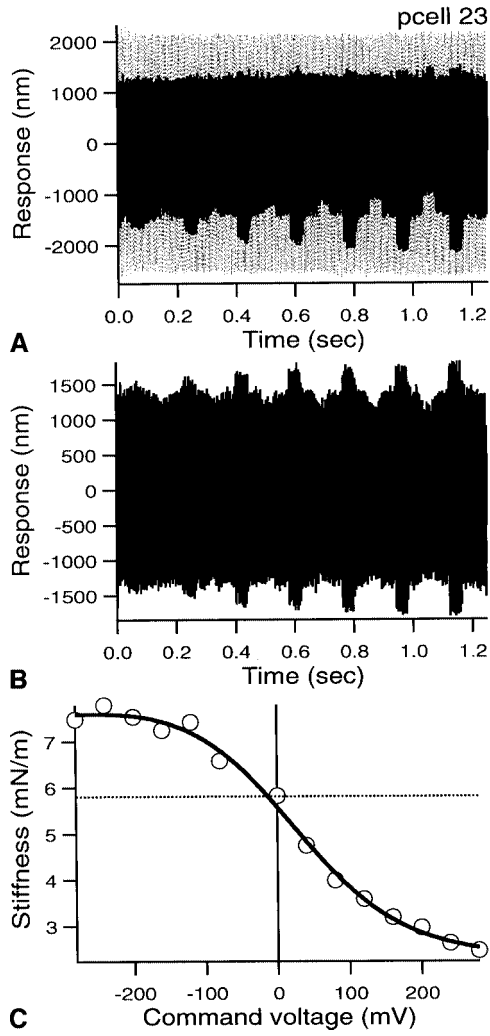 pcell 23
Response (nm)
2000
1000
0
-1000
-2000
0.0 0.2 0.4 0.6 0.8 1.0 1.2
Time (sec)
A
Response (nm)
1500
1000
500
0
-500
-1000
-1500
0.0 0.2 0.4 0.6 0.8 1.0 1.2
Time (sec)
B
Stiffness (mN/m)
7
6
5
4
3
-200 -100 0 100 200
Command voltage (mV)
C